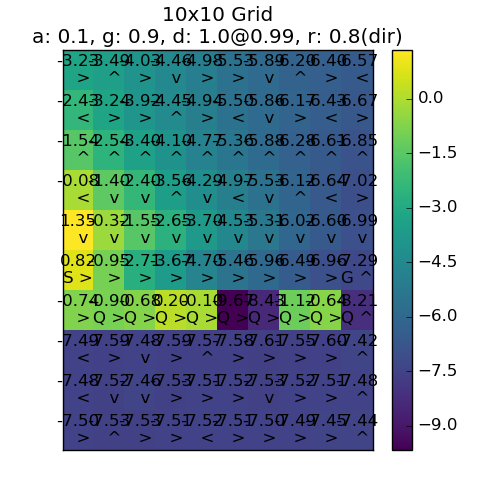 10x10 Grid
a: 0.1, g: 0.9, d: 1.0@0.99, r: 0.8(dir)
-3.23 -3.49 -4.03 -4.46 -4.98 -5.53 -5.89 -6.20 -6.40 -6.57
> ^ > v > > v ^ > <
-2.43 -3.24 -3.92 -4.45 -4.94 -5.50 -5.86 -6.17 -6.43 -6.67
< > > ^ > < v > < >
-1.54 -2.54 -3.40 -4.10 -4.77 -5.36 -5.88 -6.28 -6.61 -6.85
^ ^ ^ ^ ^ ^ ^ ^ ^ ^
-0.08 -1.40 -2.40 -3.56 -4.29 -4.97 -5.53 -6.12 -6.64 -7.02
< v v ^ v < v ^ < >
1.35 -0.32 -1.55 -2.65 -3.70 -4.53 -5.31 -6.02 -6.60 -6.99
v v v v v v v v v v
0.82 -0.95 -2.71 -3.67 -4.70 -5.46 -5.96 -6.49 -6.96 -7.29
S > > > > > > > > > G ^
-0.74 -0.90 -0.68 0.20 -0.10 -9.67 -8.43 -1.12 -0.64 -8.21
> Q > Q > Q > Q > Q > Q > Q > Q > Q ^
-7.49 -7.59 -7.48 -7.59 -7.57 -7.58 -7.61 -7.55 -7.60 -7.42
< > v > ^ > > > > ^
-7.48 -7.52 -7.46 -7.53 -7.51 -7.52 -7.53 -7.52 -7.51 -7.48
< v v > > > v > > ^
-7.50 -7.53 -7.53 -7.51 -7.52 -7.51 -7.50 -7.49 -7.45 -7.44
> ^ > > < > > > > ^
0.0
−1.5
−3.0
−4.5
−6.0
−7.5
−9.0